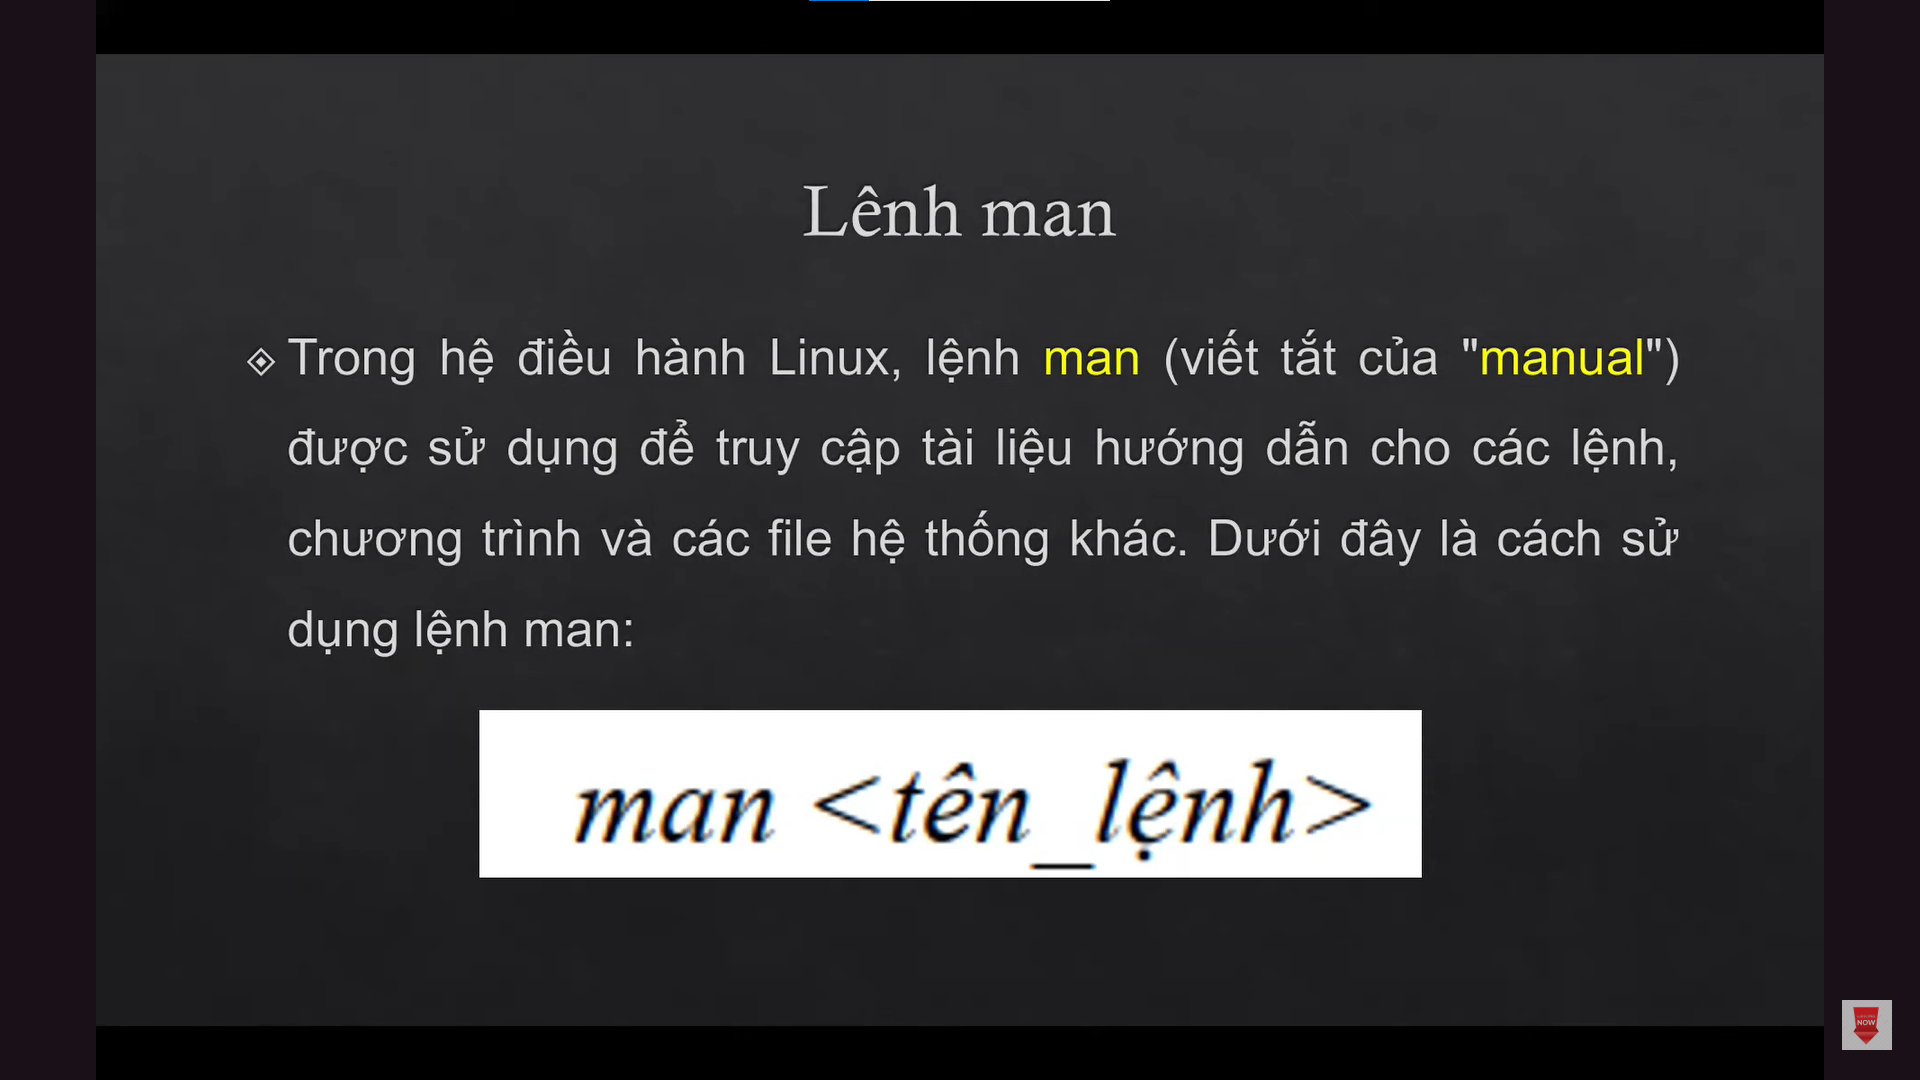 Lênh man
Trong hệ điều hành Linux, lệnh man (viết tắt của "manual")
được sử dụng để truy cập tài liệu hướng dẫn cho các lệnh,
chương trình và các file hệ thống khác. Dưới đây là cách sử
dụng lệnh man:
man <tên_lệnh>
NOW